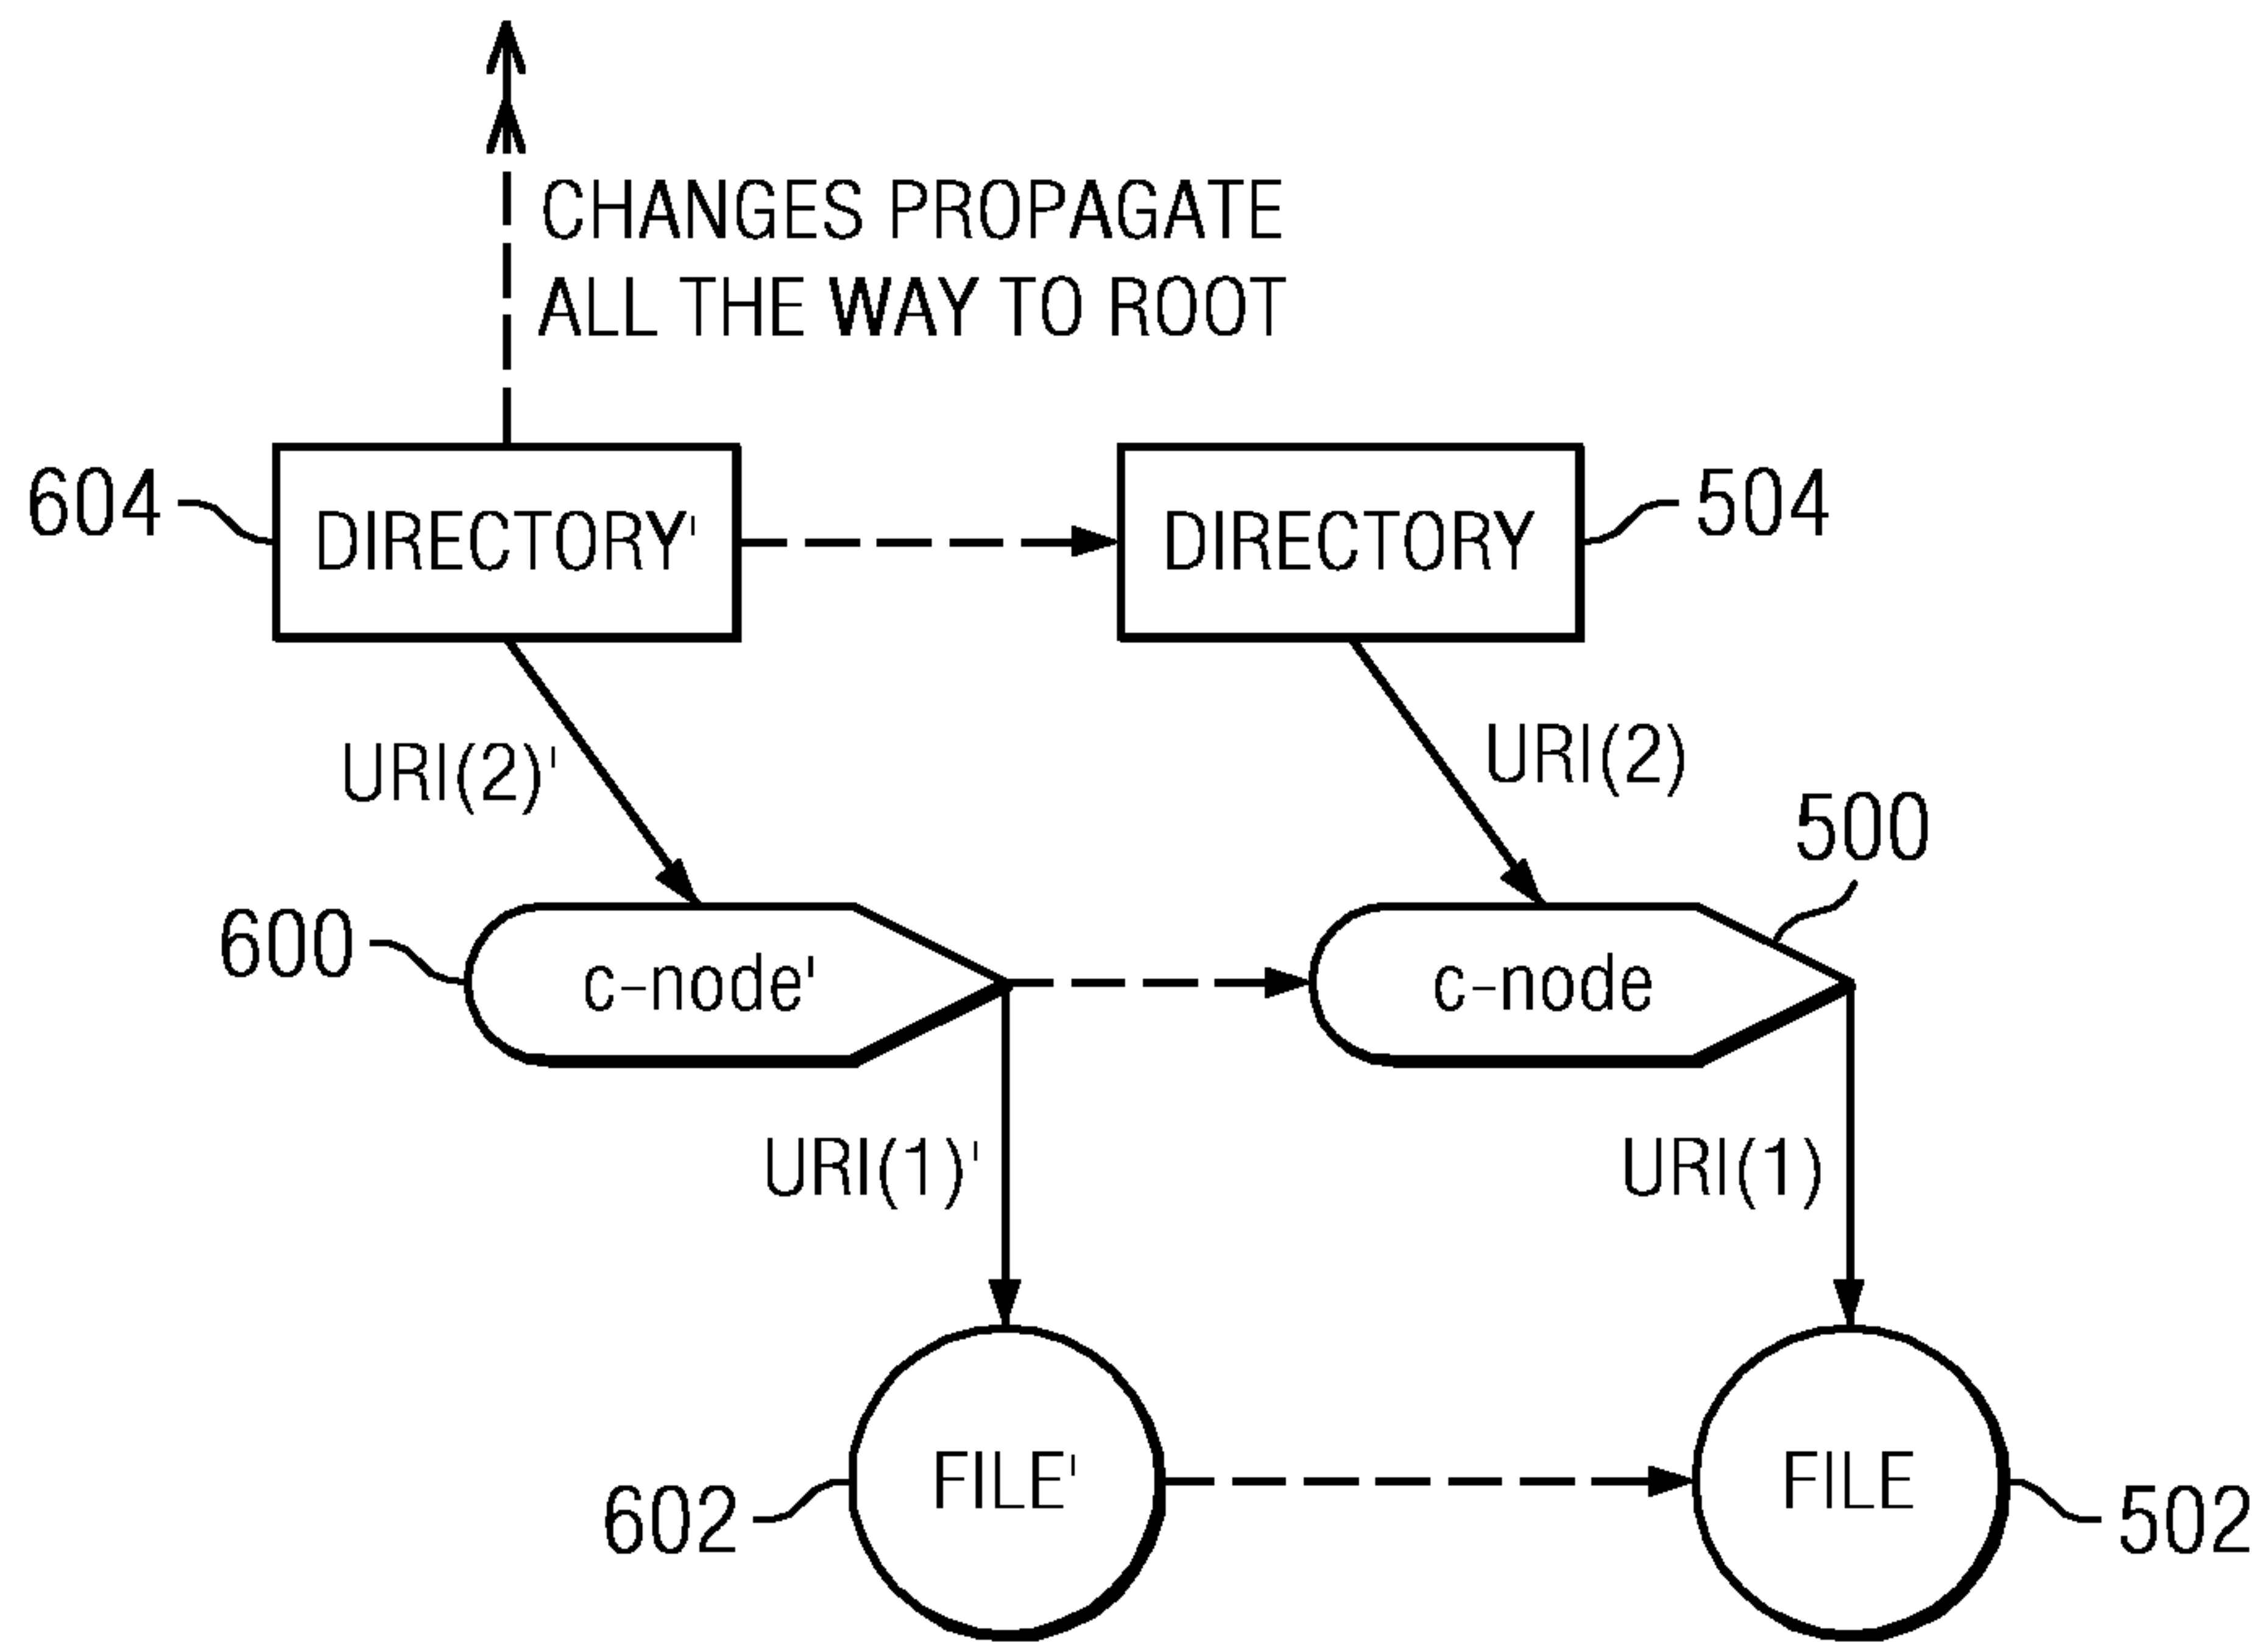 CHANGES PROPAGATE
ALL THE WAY TO ROOT
604
DIRECTORY'
DIRECTORY
504
URI(2)'
URI(2)
500
600
c-node'
c-node
URI(1)'
URI(1)
602
FILE'
FILE
502